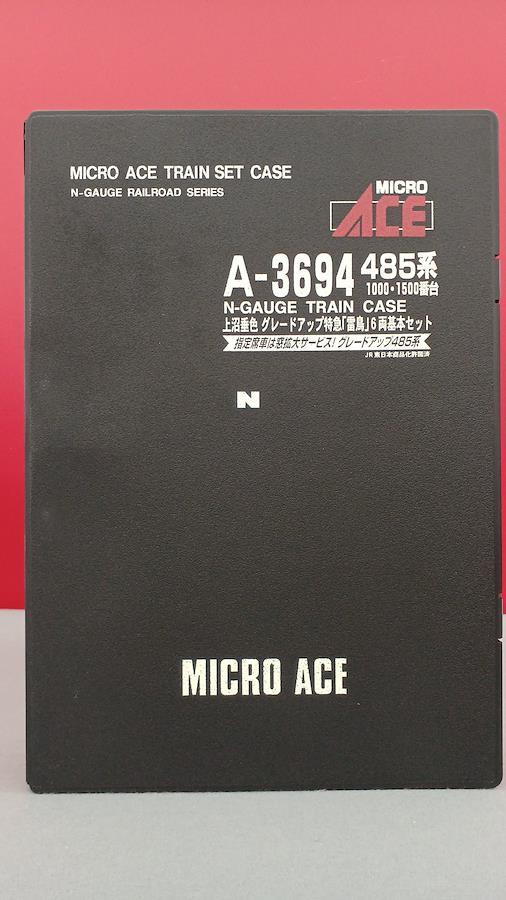 MICRO ACE TRAIN SET CASE
N-GAUGE RAILROAD SERIES
MICRO
ACE
A-3694 485系
1000・1500番台
N-GAUGE TRAIN CASE
上沼垂色 グレードアップ特急「雷鳥」6両基本セット
指定席車は窓拡大サービス! グレードアップ485系
JR東日本商品化許諾済
N
MICRO ACE